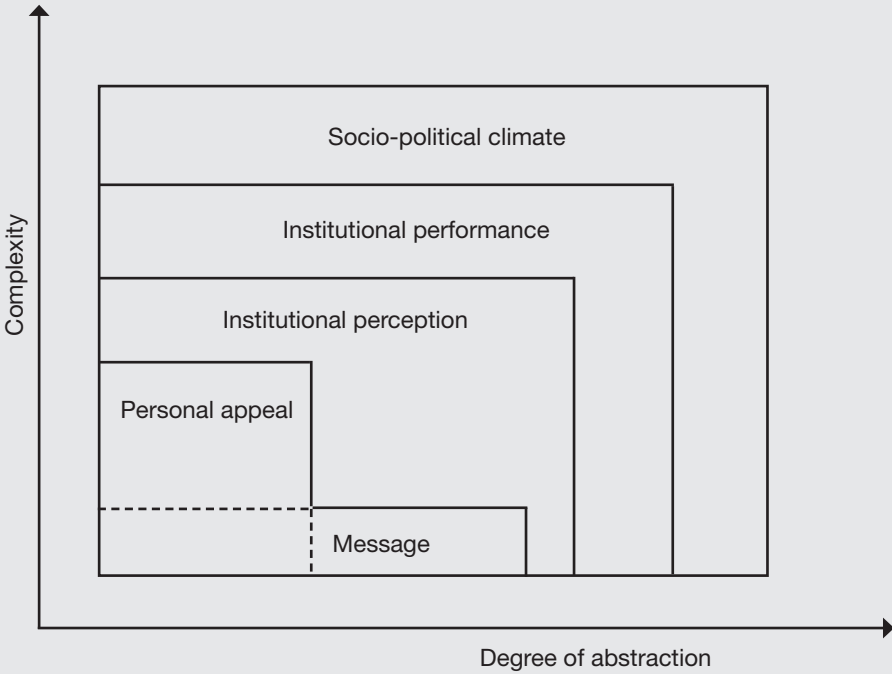 Socio-political climate
Institutional performance
Institutional perception
Personal appeal
Message
Complexity
Degree of abstraction